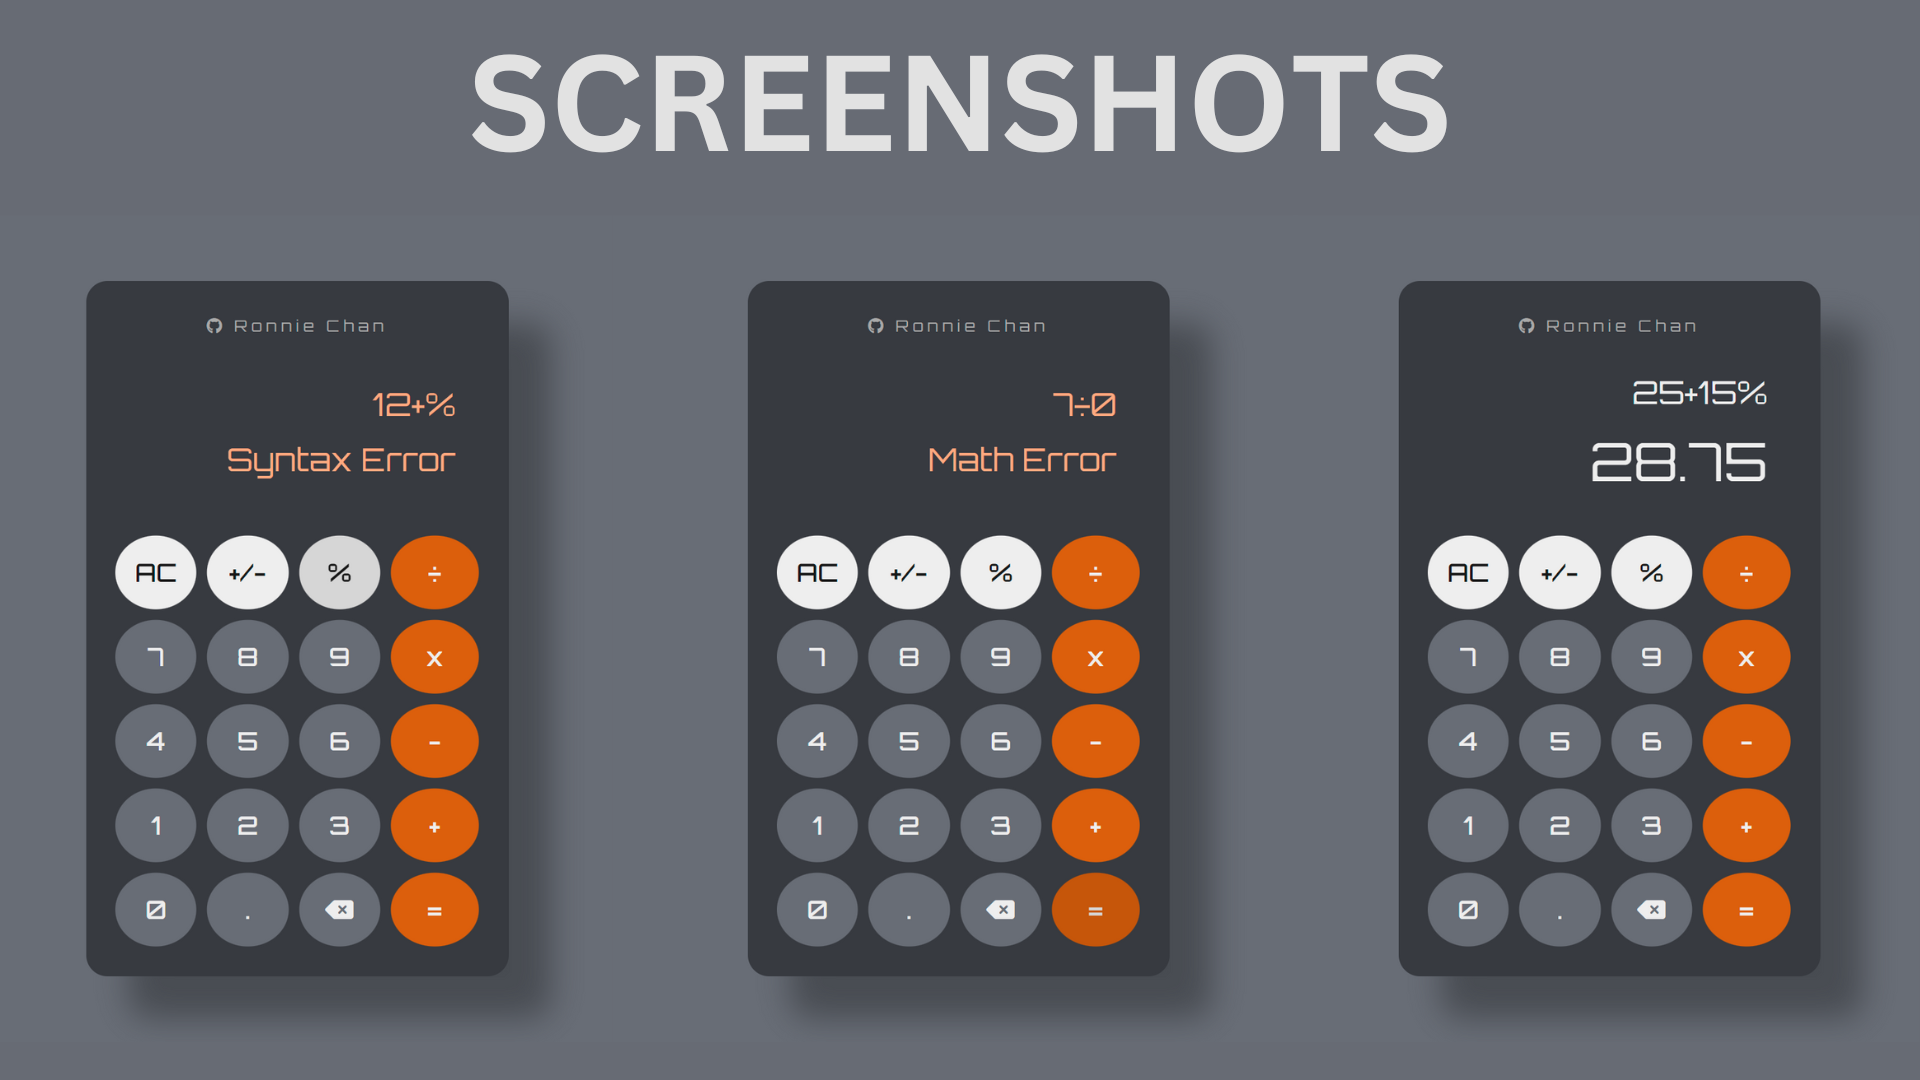 SCREENSHOTS
Ronnie Chan
12+%
Syntax Error
AC +/- % ÷
7 8 9 x
4 5 6 -
1 2 3 +
0 . =
Ronnie Chan
7÷0
Math Error
AC +/- % ÷
7 8 9 x
4 5 6 -
1 2 3 +
0 . =
Ronnie Chan
25+15%
28.75
AC +/- % ÷
7 8 9 x
4 5 6 -
1 2 3 +
0 . =